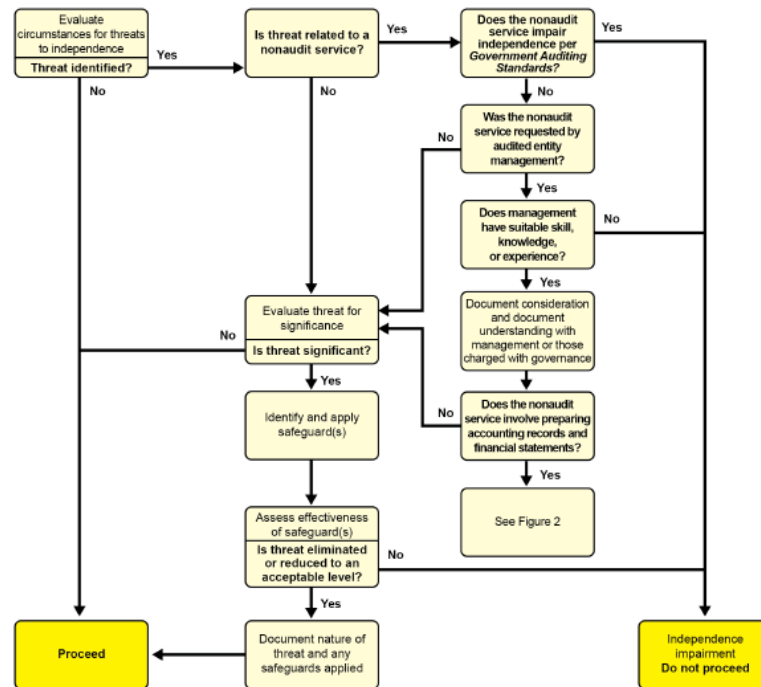 Evaluate
circumstances for threats
to independence
Threat identified?
Yes
No
Is threat related to a
nonaudit service?
Yes
No
Does the nonaudit
service impair
independence per
Government Auditing
Standards?
Yes
No
Was the nonaudit
service requested by
audited entity
management?
No
Yes
Does management
have suitable skill,
knowledge,
or experience?
No
Yes
Document consideration
and document
understanding with
management or those
charged with governance
Does the nonaudit
service involve preparing
accounting records and
financial statements?
No
Yes
See Figure 2
Evaluate threat for
significance
Is threat significant?
No
Yes
Identify and apply
safeguard(s)
Assess effectiveness
of safeguard(s)
Is threat eliminated
or reduced to an
acceptable level?
No
Yes
Document nature of
threat and any
safeguards applied
Proceed
Independence
impairment
Do not proceed